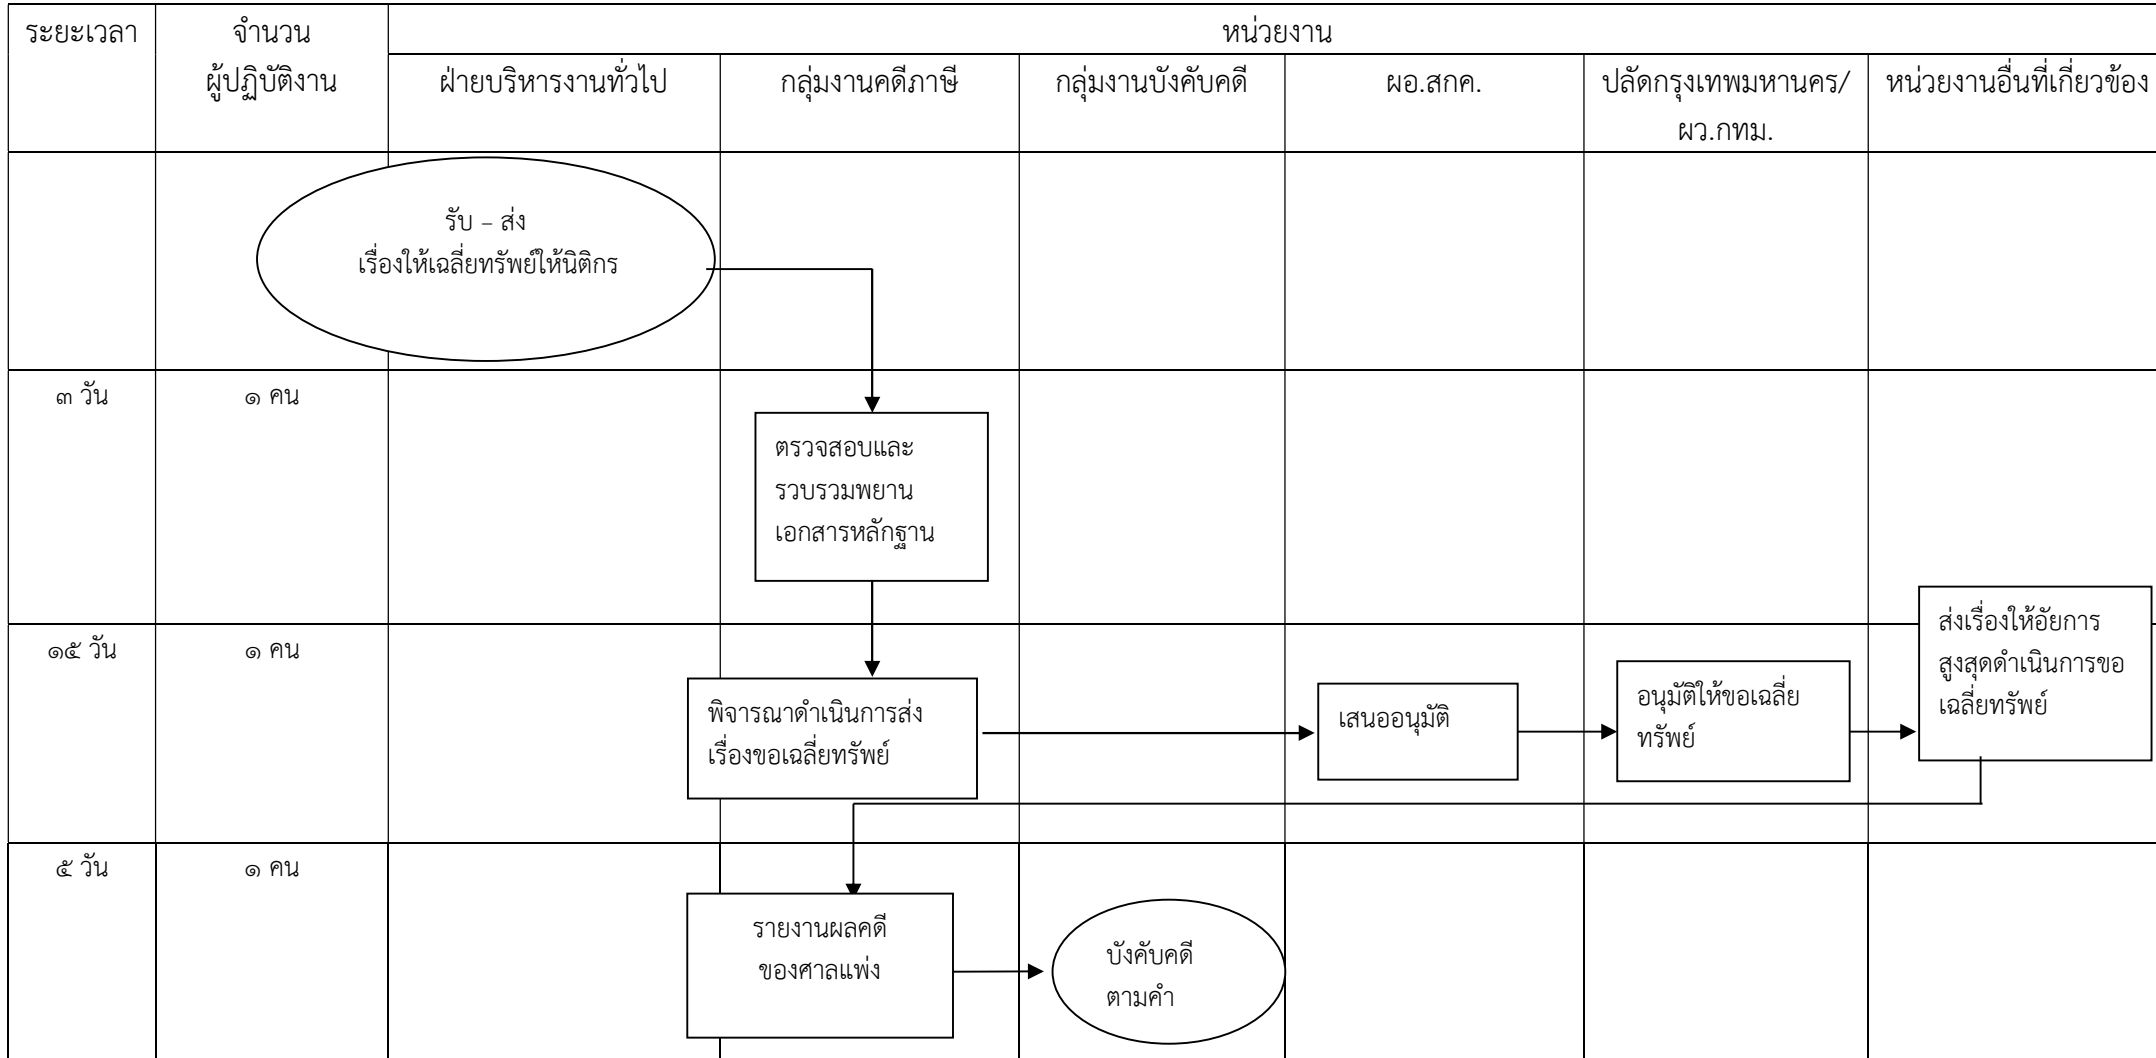 ระยะเวลา
จำนวน
ผู้ปฏิบัติงาน
หน่วยงาน
ฝ่ายบริหารงานทั่วไป
กลุ่มงานคดีภาษี
กลุ่มงานบังคับคดี
ผอ.สกค.
ปลัดกรุงเทพมหานคร/
ผว.กทม.
หน่วยงานอื่นที่เกี่ยวข้อง
รับ – ส่ง
เรื่องให้เฉลี่ยทรัพย์ให้นิติกร
๓ วัน
๑ คน
ตรวจสอบและ
รวบรวมพยาน
เอกสารหลักฐาน
๑๕ วัน
๑ คน
พิจารณาดำเนินการส่ง
เรื่องขอเฉลี่ยทรัพย์
เสนออนุมัติ
อนุมัติให้ขอเฉลี่ย
ทรัพย์
ส่งเรื่องให้อัยการ
สูงสุดดำเนินการขอ
เฉลี่ยทรัพย์
๕ วัน
๑ คน
รายงานผลคดี
ของศาลแพ่ง
บังคับคดี
ตามคำ